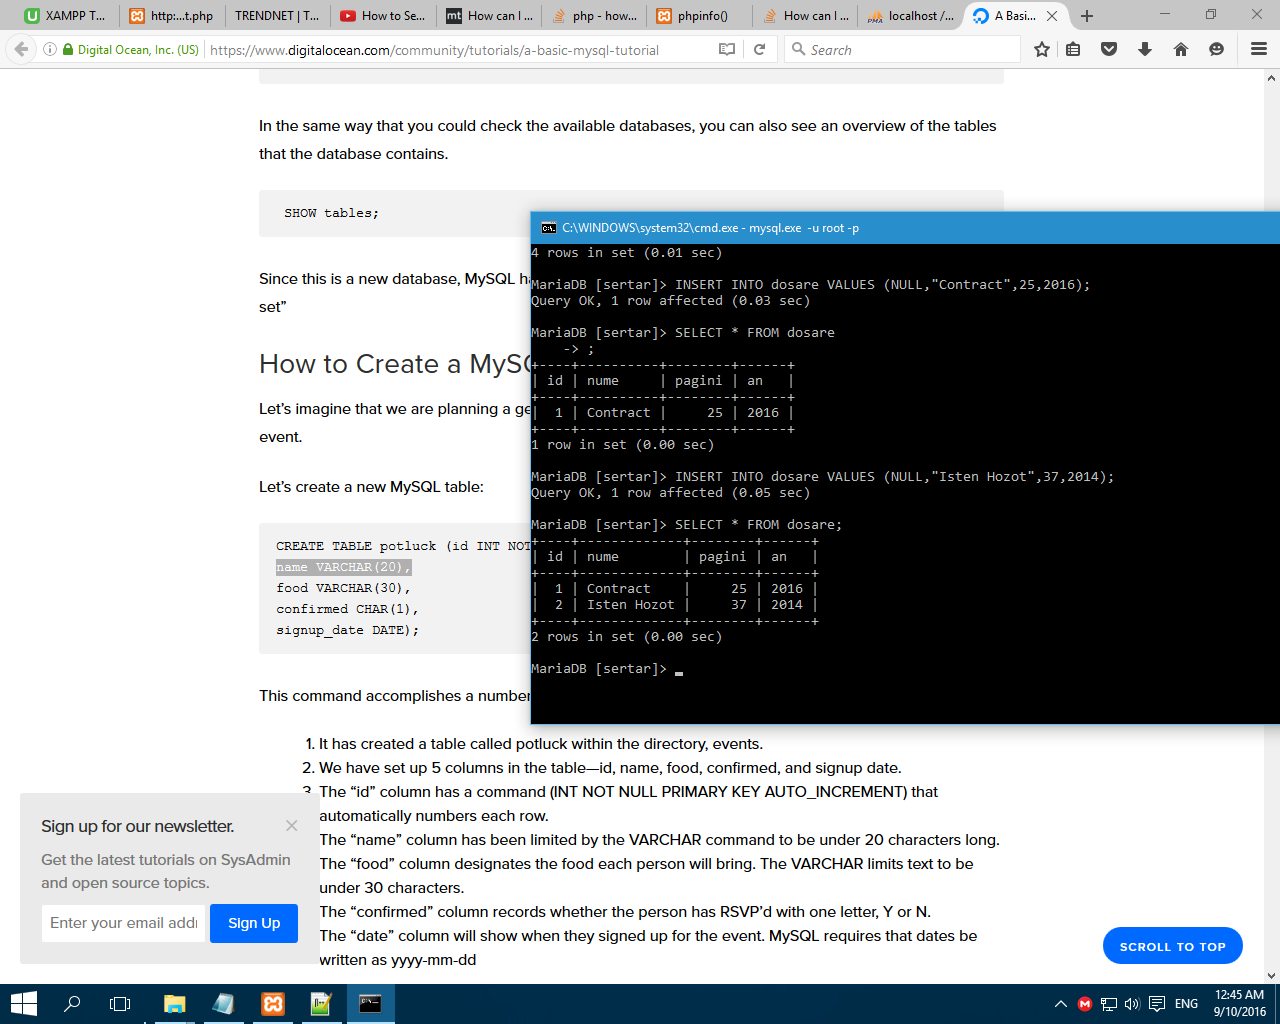 XAMPP T...
http:...t.php
TRENDNET | T...
How to Se...
mt How can I ...
php - how...
phpinfo()
How can I ...
PMA localhost /...
A Basi...
Digital Ocean, Inc. (US)
https://www.digitalocean.com/community/tutorials/a-basic-mysql-tutorial
Search
In the same way that you could check the available databases, you can also see an overview of the tables
that the database contains.
SHOW tables;
Since this is a new database, MySQL ha
set”
How to Create a MySQ
Let’s imagine that we are planning a ge
event.
Let’s create a new MySQL table:
CREATE TABLE potluck (id INT NOT
name VARCHAR(20),
food VARCHAR(30),
confirmed CHAR(1),
signup_date DATE);
This command accomplishes a number
1. It has created a table called potluck within the directory, events.
2. We have set up 5 columns in the table—id, name, food, confirmed, and signup date.
3. The “id” column has a command (INT NOT NULL PRIMARY KEY AUTO_INCREMENT) that
automatically numbers each row.
The “name” column has been limited by the VARCHAR command to be under 20 characters long.
The “food” column designates the food each person will bring. The VARCHAR limits text to be
under 30 characters.
The “confirmed” column records whether the person has RSVP’d with one letter, Y or N.
The “date” column will show when they signed up for the event. MySQL requires that dates be
written as yyyy-mm-dd
C:\WINDOWS\system32\cmd.exe - mysql.exe -u root -p
4 rows in set (0.01 sec)
MariaDB [sertar]> INSERT INTO dosare VALUES (NULL,"Contract",25,2016);
Query OK, 1 row affected (0.03 sec)
MariaDB [sertar]> SELECT * FROM dosare
-> ;
+----+----------+--------+------+
| id | nume     | pagini | an   |
+----+----------+--------+------+
|  1 | Contract |     25 | 2016 |
+----+----------+--------+------+
1 row in set (0.00 sec)
MariaDB [sertar]> INSERT INTO dosare VALUES (NULL,"Isten Hozot",37,2014);
Query OK, 1 row affected (0.05 sec)
MariaDB [sertar]> SELECT * FROM dosare;
+----+-------------+--------+------+
| id | nume        | pagini | an   |
+----+-------------+--------+------+
|  1 | Contract    |     25 | 2016 |
|  2 | Isten Hozot |     37 | 2014 |
+----+-------------+--------+------+
2 rows in set (0.00 sec)
MariaDB [sertar]> _
Sign up for our newsletter.
Get the latest tutorials on SysAdmin
and open source topics.
Enter your email addr
Sign Up
SCROLL TO TOP
ENG
12:45 AM
9/10/2016